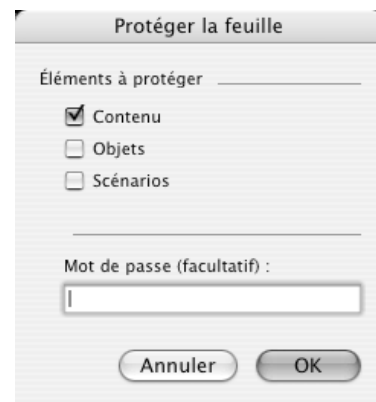 Protéger la feuille
Éléments à protéger
Contenu
Objets
Scénarios
Mot de passe (facultatif) :
Annuler OK